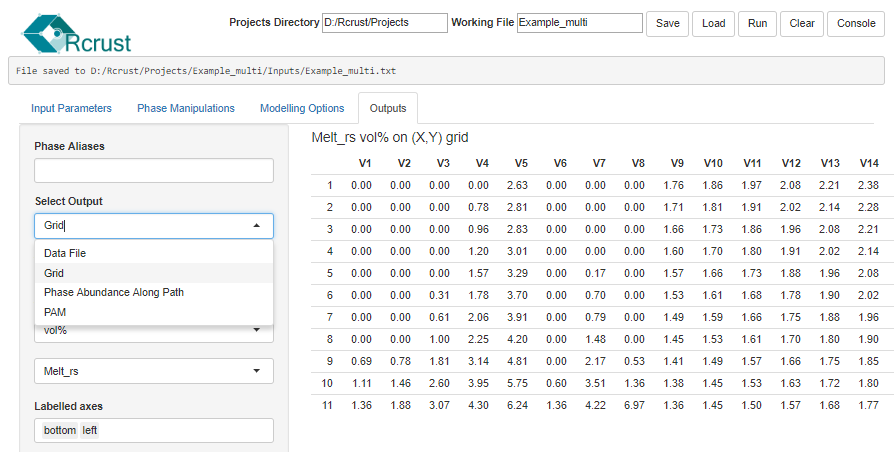 Rcrust
Projects Directory D:/Rcrust/Projects Working File Example_multi Save Load Run Clear Console
File saved to D:/Rcrust/Projects/Example_multi/Inputs/Example_multi.txt
Input Parameters Phase Manipulations Modelling Options Outputs
Phase Aliases
Select Output
Grid
Data File
Grid
Phase Abundance Along Path
PAM
vol%
Melt_rs
Labelled axes
bottom left
Melt_rs vol% on (X,Y) grid
V1 V2 V3 V4 V5 V6 V7 V8 V9 V10 V11 V12 V13 V14
1 0.00 0.00 0.00 0.00 2.63 0.00 0.00 0.00 1.76 1.86 1.97 2.08 2.21 2.38
2 0.00 0.00 0.00 0.78 2.81 0.00 0.00 0.00 1.71 1.81 1.91 2.02 2.14 2.28
3 0.00 0.00 0.00 0.96 2.83 0.00 0.00 0.00 1.66 1.73 1.86 1.96 2.08 2.21
4 0.00 0.00 0.00 1.20 3.01 0.00 0.00 0.00 1.60 1.70 1.80 1.91 2.02 2.14
5 0.00 0.00 0.00 1.57 3.29 0.00 0.17 0.00 1.57 1.66 1.73 1.88 1.96 2.08
6 0.00 0.00 0.31 1.78 3.70 0.00 0.70 0.00 1.53 1.61 1.68 1.78 1.90 2.02
7 0.00 0.00 0.61 2.06 3.91 0.00 0.79 0.00 1.49 1.59 1.66 1.75 1.88 1.96
8 0.00 0.00 1.00 2.25 4.20 0.00 1.48 0.00 1.45 1.53 1.61 1.70 1.80 1.90
9 0.69 0.78 1.81 3.14 4.81 0.00 2.17 0.53 1.41 1.49 1.57 1.66 1.75 1.85
10 1.11 1.46 2.60 3.95 5.75 0.60 3.51 1.36 1.38 1.45 1.53 1.63 1.72 1.80
11 1.36 1.88 3.07 4.30 6.24 1.36 4.22 6.97 1.36 1.45 1.50 1.57 1.68 1.77